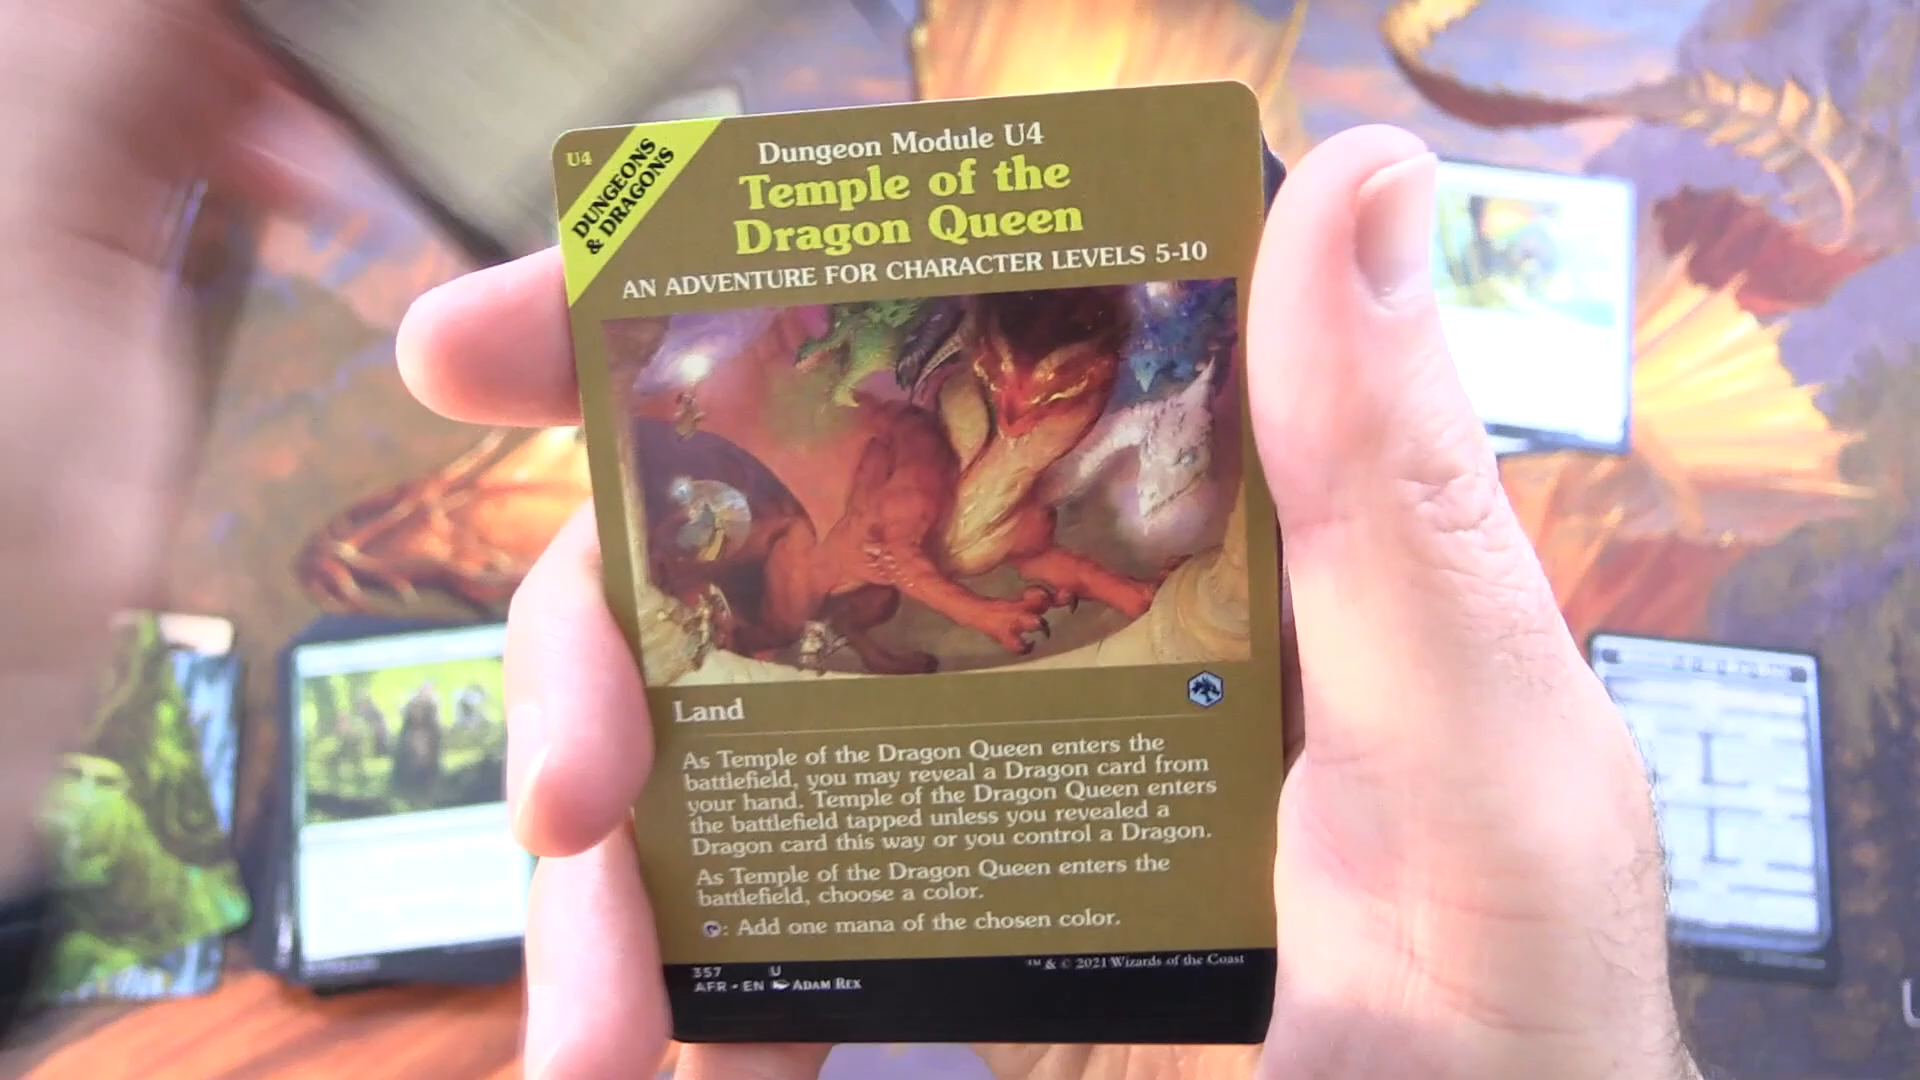 U4
DUNGEONS
& DRAGONS
Dungeon Module U4
Temple of the
Dragon Queen
AN ADVENTURE FOR CHARACTER LEVELS 5-10
Land
As Temple of the Dragon Queen enters the
battlefield, you may reveal a Dragon card from
your hand. Temple of the Dragon Queen enters
the battlefield tapped unless you revealed a
Dragon card this way or you control a Dragon.
As Temple of the Dragon Queen enters the
battlefield, choose a color.
: Add one mana of the chosen color.
357 U
AFR • EN ADAM REX
™ & © 2021 Wizards of the Coast